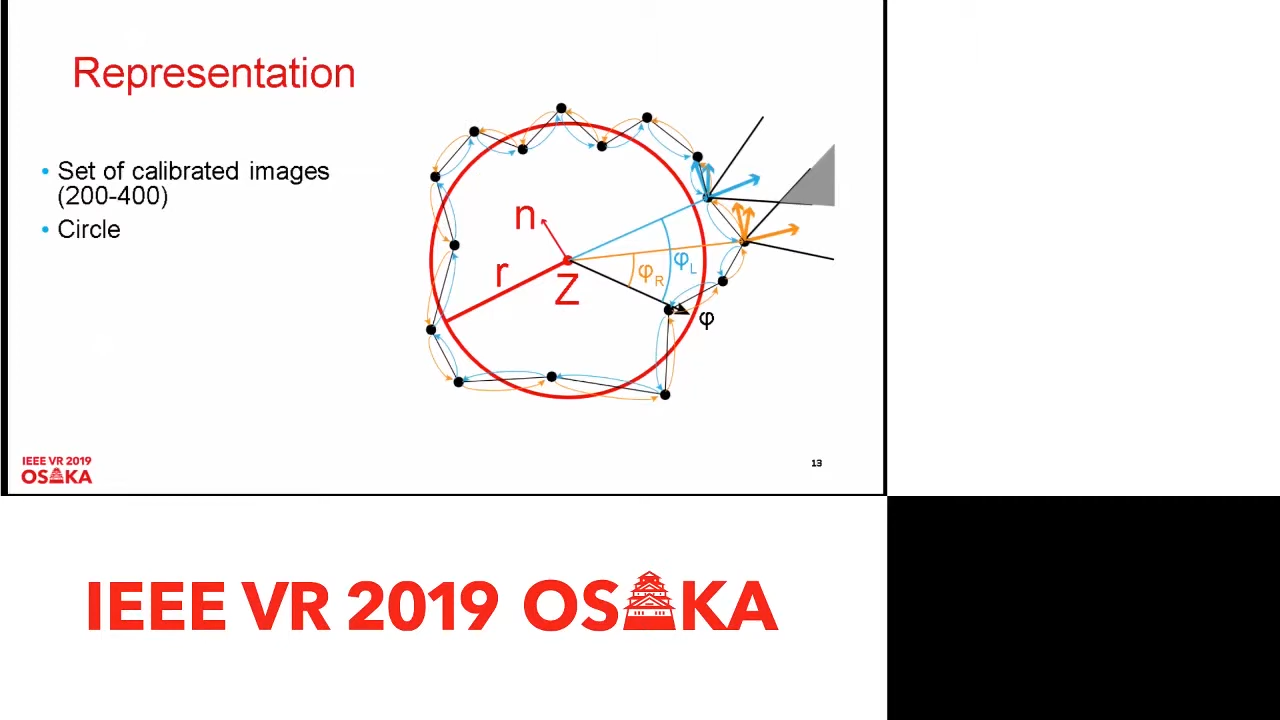 Representation
• Set of calibrated images
(200-400)
• Circle
n
r
Z
φR
φL
φ
IEEE VR 2019
OSAKA
13
IEEE VR 2019 OSAKA